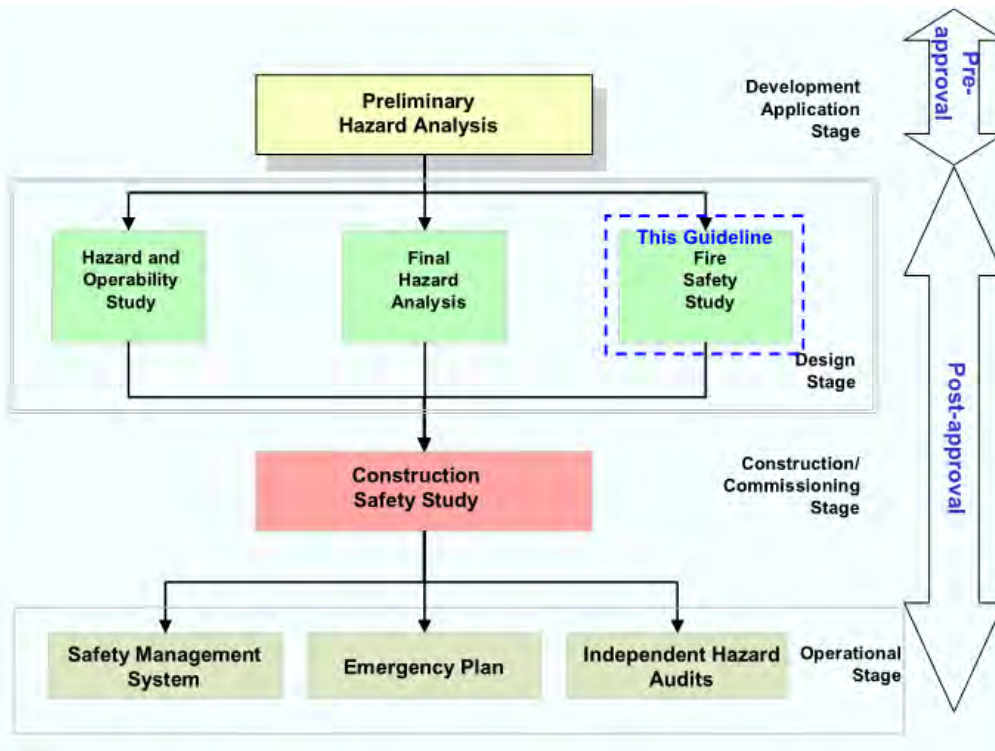 Preliminary
Hazard Analysis
Development
Application
Stage
Pre-
approval
Hazard and
Operability
Study
Final
Hazard
Analysis
This Guideline
Fire
Safety
Study
Design
Stage
Post-approval
Construction
Safety Study
Construction/
Commissioning
Stage
Safety Management
System
Emergency Plan
Independent Hazard
Audits
Operational
Stage